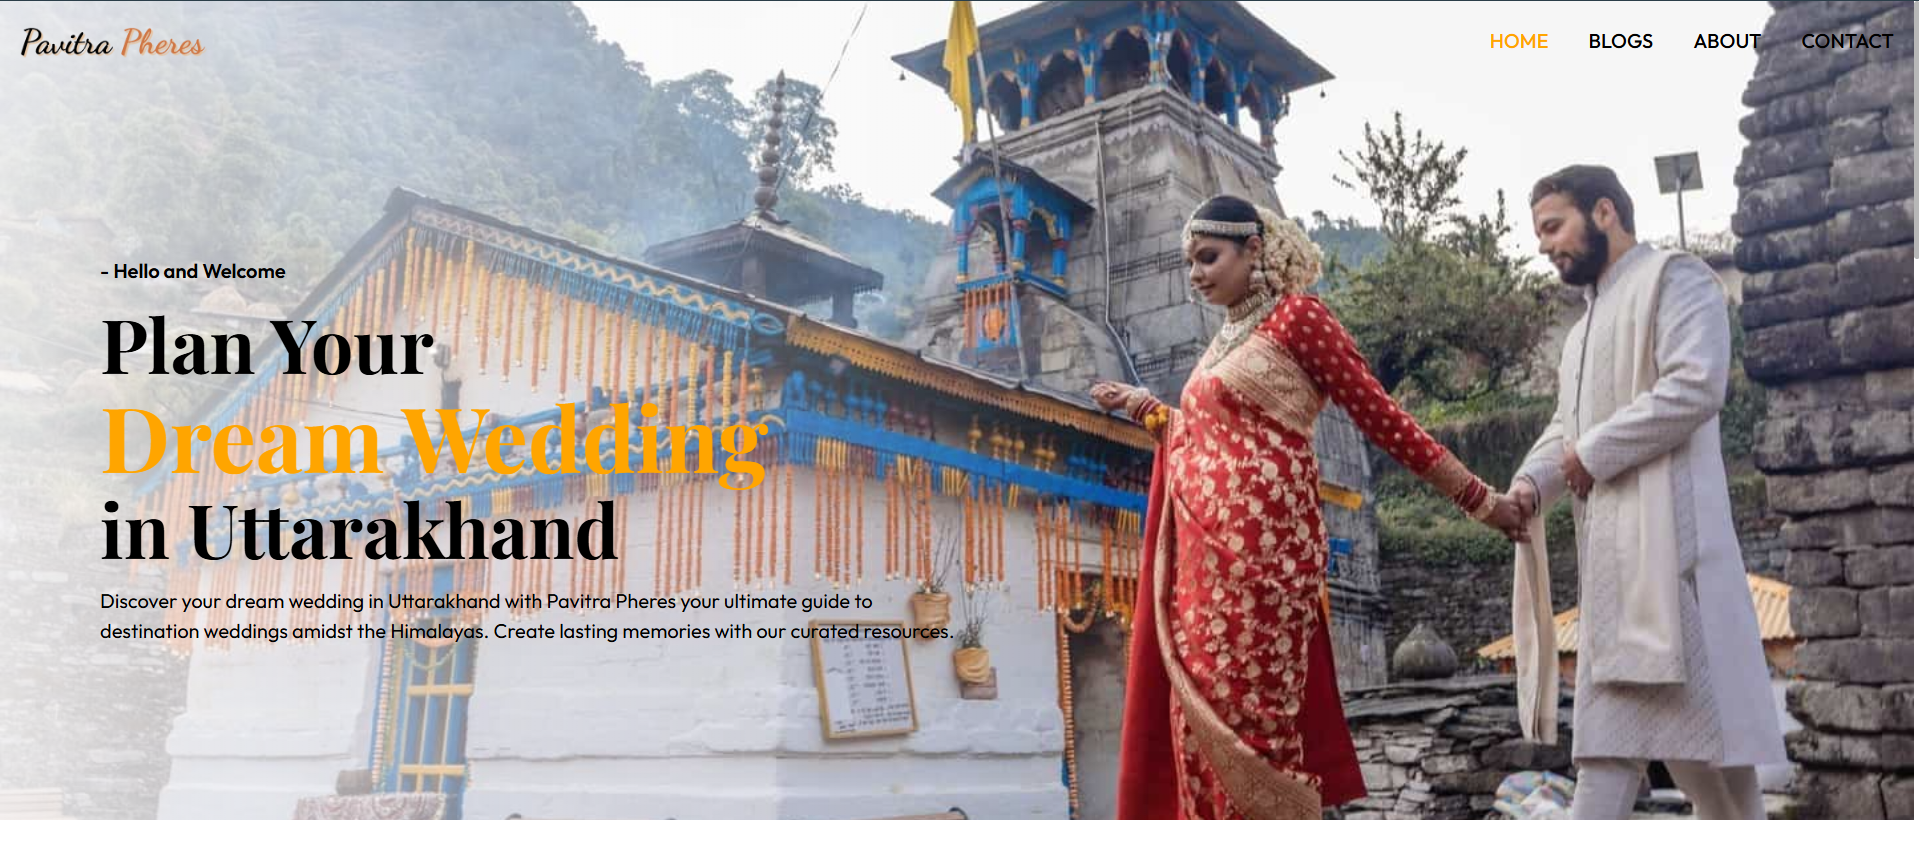 Pavitra Pheres
HOME BLOGS ABOUT CONTACT
- Hello and Welcome
Plan Your
Dream Wedding
in Uttarakhand
Discover your dream wedding in Uttarakhand with Pavitra Pheres your ultimate guide to
destination weddings amidst the Himalayas. Create lasting memories with our curated resources.